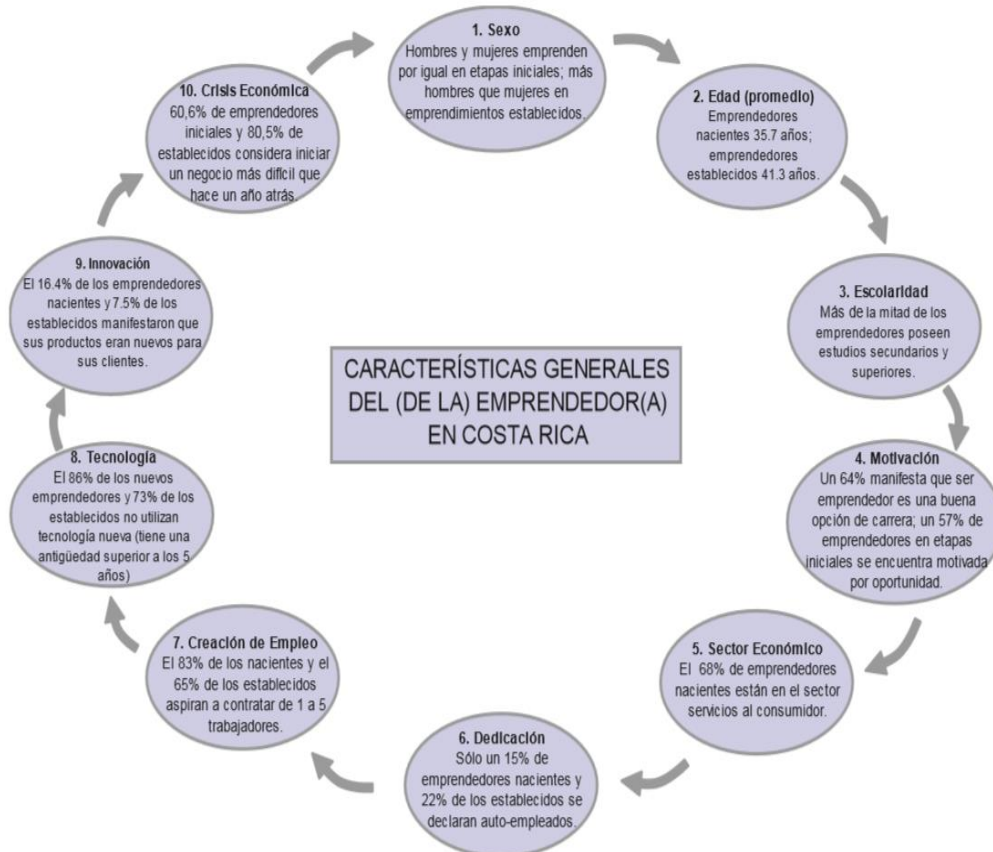 1. Sexo
Hombres y mujeres emprenden
por igual en etapas iniciales; más
hombres que mujeres en
emprendimientos establecidos.
2. Edad (promedio)
Emprendedores
nacientes 35.7 años;
emprendedores
establecidos 41.3 años.
3. Escolaridad
Más de la mitad de los
emprendedores poseen
estudios secundarios y
superiores.
4. Motivación
Un 64% manifesta que ser
emprendedor es una buena
opción de carrera; un 57% de
emprendedores en etapas
iniciales se encuentra motivada
por oportunidad.
5. Sector Económico
El 68% de emprendedores
nacientes están en el sector
servicios al consumidor.
6. Dedicación
Sólo un 15% de
emprendedores nacientes y
22% de los establecidos se
declaran auto-empleados.
7. Creación de Empleo
El 83% de los nacientes y el
65% de los establecidos
aspiran a contratar de 1 a 5
trabajadores.
8. Tecnología
El 86% de los nuevos
emprendedores y 73% de los
establecidos no utilizan
tecnología nueva (tiene una
antigüedad superior a los 5
años)
9. Innovación
El 16.4% de los emprendedores
nacientes y 7.5% de los
establecidos manifestaron que
sus productos eran nuevos para
sus clientes.
10. Crisis Económica
60,6% de emprendedores
iniciales y 80,5% de
establecidos considera iniciar
un negocio más difícil que
hace un año atrás.
CARACTERÍSTICAS GENERALES
DEL (DE LA) EMPRENDEDOR(A)
EN COSTA RICA